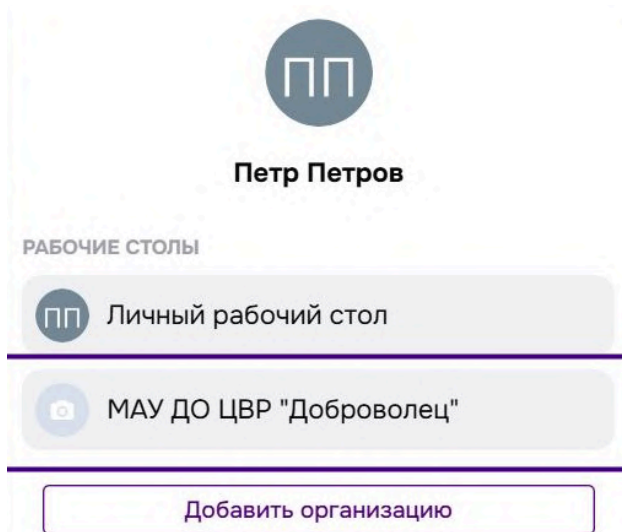 ПП
Петр Петров
РАБОЧИЕ СТОЛЫ
ПП Личный рабочий стол
МАУ ДО ЦВР "Доброволец"
Добавить организацию